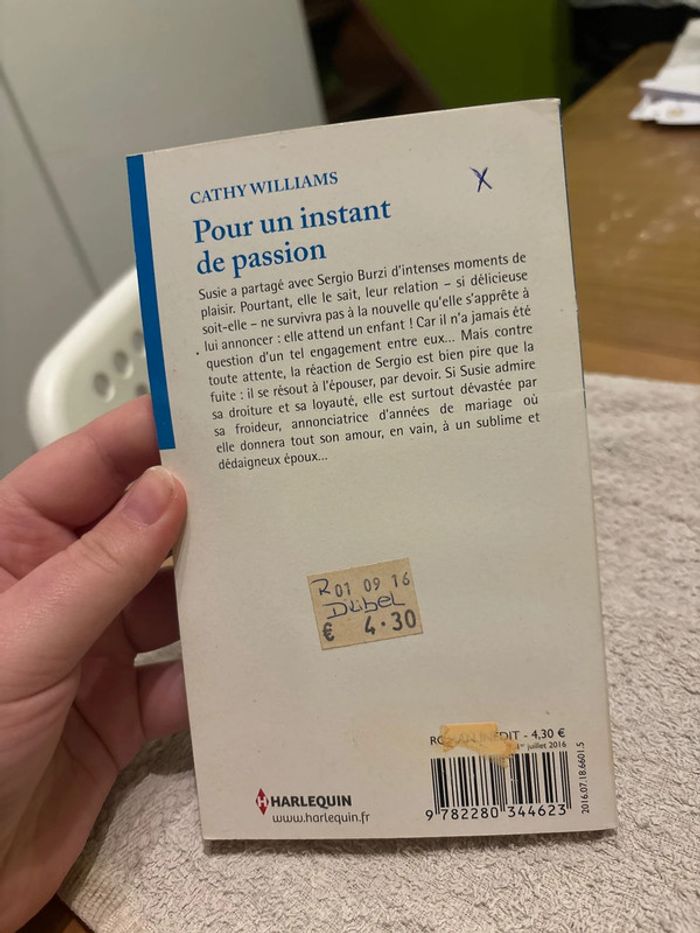 CATHY WILLIAMS
X
Pour un instant
de passion
Susie a partagé avec Sergio Burzi d'intenses moments de
plaisir. Pourtant, elle le sait, leur relation – si délicieuse
soit-elle – ne survivra pas à la nouvelle qu'elle s'apprête à
lui annoncer : elle attend un enfant ! Car il n'a jamais été
question d'un tel engagement entre eux... Mais contre
toute attente, la réaction de Sergio est bien pire que la
fuite : il se résout à l'épouser, par devoir. Si Susie admire
sa droiture et sa loyauté, elle est surtout dévastée par
sa froideur, annonciatrice d'années de mariage où
elle donnera tout son amour, en vain, à un sublime et
dédaigneux époux...
R01 09 16
DübeL
€ 4.30
ROMAN INÉDIT - 4,30 €
1er juillet 2016
HARLEQUIN
www.harlequin.fr
9 782280 344623
2016.07.18.6601.5